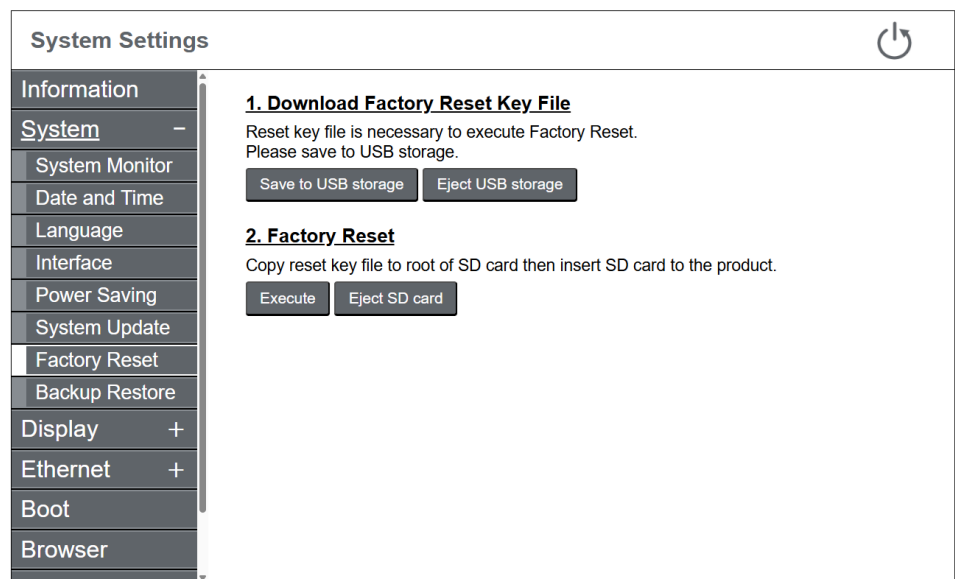 System Settings
Information
System −
System Monitor
Date and Time
Language
Interface
Power Saving
System Update
Factory Reset
Backup Restore
Display +
Ethernet +
Boot
Browser
1. Download Factory Reset Key File
Reset key file is necessary to execute Factory Reset.
Please save to USB storage.
Save to USB storage Eject USB storage
2. Factory Reset
Copy reset key file to root of SD card then insert SD card to the product.
Execute Eject SD card